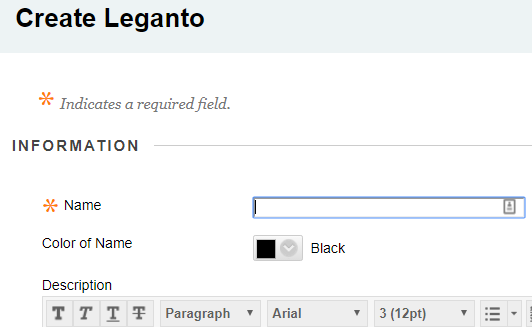 Create Leganto
* Indicates a required field.
INFORMATION
* Name
Color of Name Black
Description
T T T T Paragraph Arial 3 (12pt)